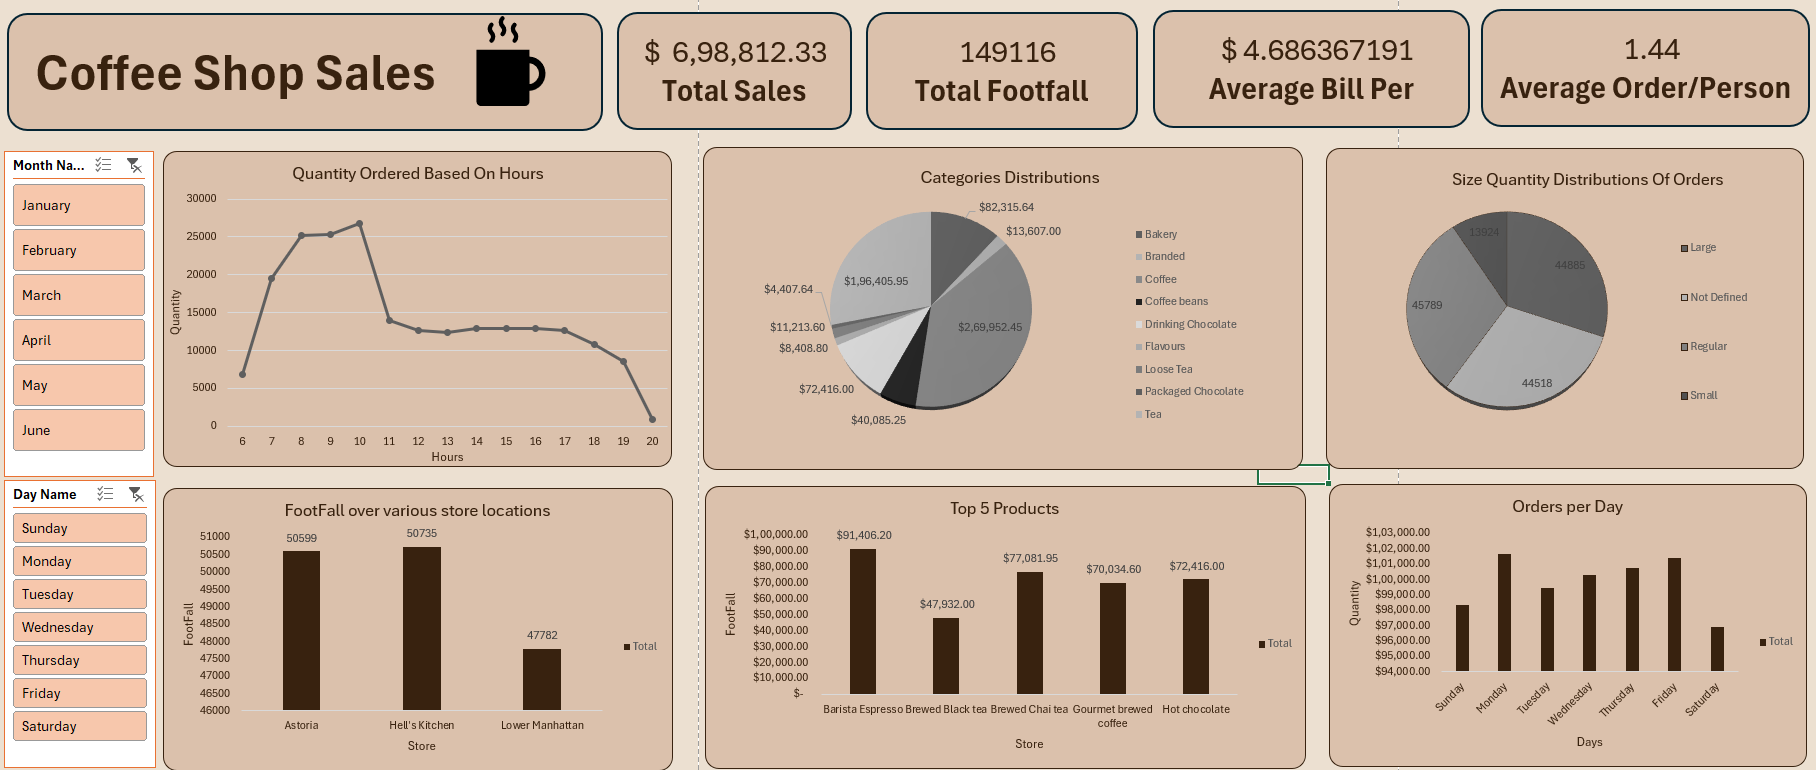 Coffee Shop Sales
$ 6,98,812.33
Total Sales
149116
Total Footfall
$ 4.686367191
Average Bill Per
1.44
Average Order/Person
Month Na...
January
February
March
April
May
June
Day Name
Sunday
Monday
Tuesday
Wednesday
Thursday
Friday
Saturday
Quantity Ordered Based On Hours
30000
25000
20000
15000
10000
5000
0
Quantity
6 7 8 9 10 11 12 13 14 15 16 17 18 19 20
Hours
Categories Distributions
$82,315.64
$13,607.00
$2,69,952.45
$40,085.25
$72,416.00
$8,408.80
$11,213.60
$4,407.64
$1,96,405.95
Bakery
Branded
Coffee
Coffee beans
Drinking Chocolate
Flavours
Loose Tea
Packaged Chocolate
Tea
Size Quantity Distributions Of Orders
13924
44885
45789
44518
Large
Not Defined
Regular
Small
FootFall over various store locations
51000
50500
50000
49500
49000
48500
48000
47500
47000
46500
46000
FootFall
50599
50735
47782
Astoria Hell's Kitchen Lower Manhattan
Store
Total
Top 5 Products
$1,00,000.00
$90,000.00
$80,000.00
$70,000.00
$60,000.00
$50,000.00
$40,000.00
$30,000.00
$20,000.00
$10,000.00
$-
FootFall
$91,406.20
$47,932.00
$77,081.95
$70,034.60
$72,416.00
Barista Espresso Brewed Black tea Brewed Chai tea Gourmet brewed coffee Hot chocolate
Store
Total
Orders per Day
$1,03,000.00
$1,02,000.00
$1,01,000.00
$1,00,000.00
$99,000.00
$98,000.00
$97,000.00
$96,000.00
$95,000.00
$94,000.00
Quantity
Sunday Monday Tuesday Wednesday Thursday Friday Saturday
Days
Total